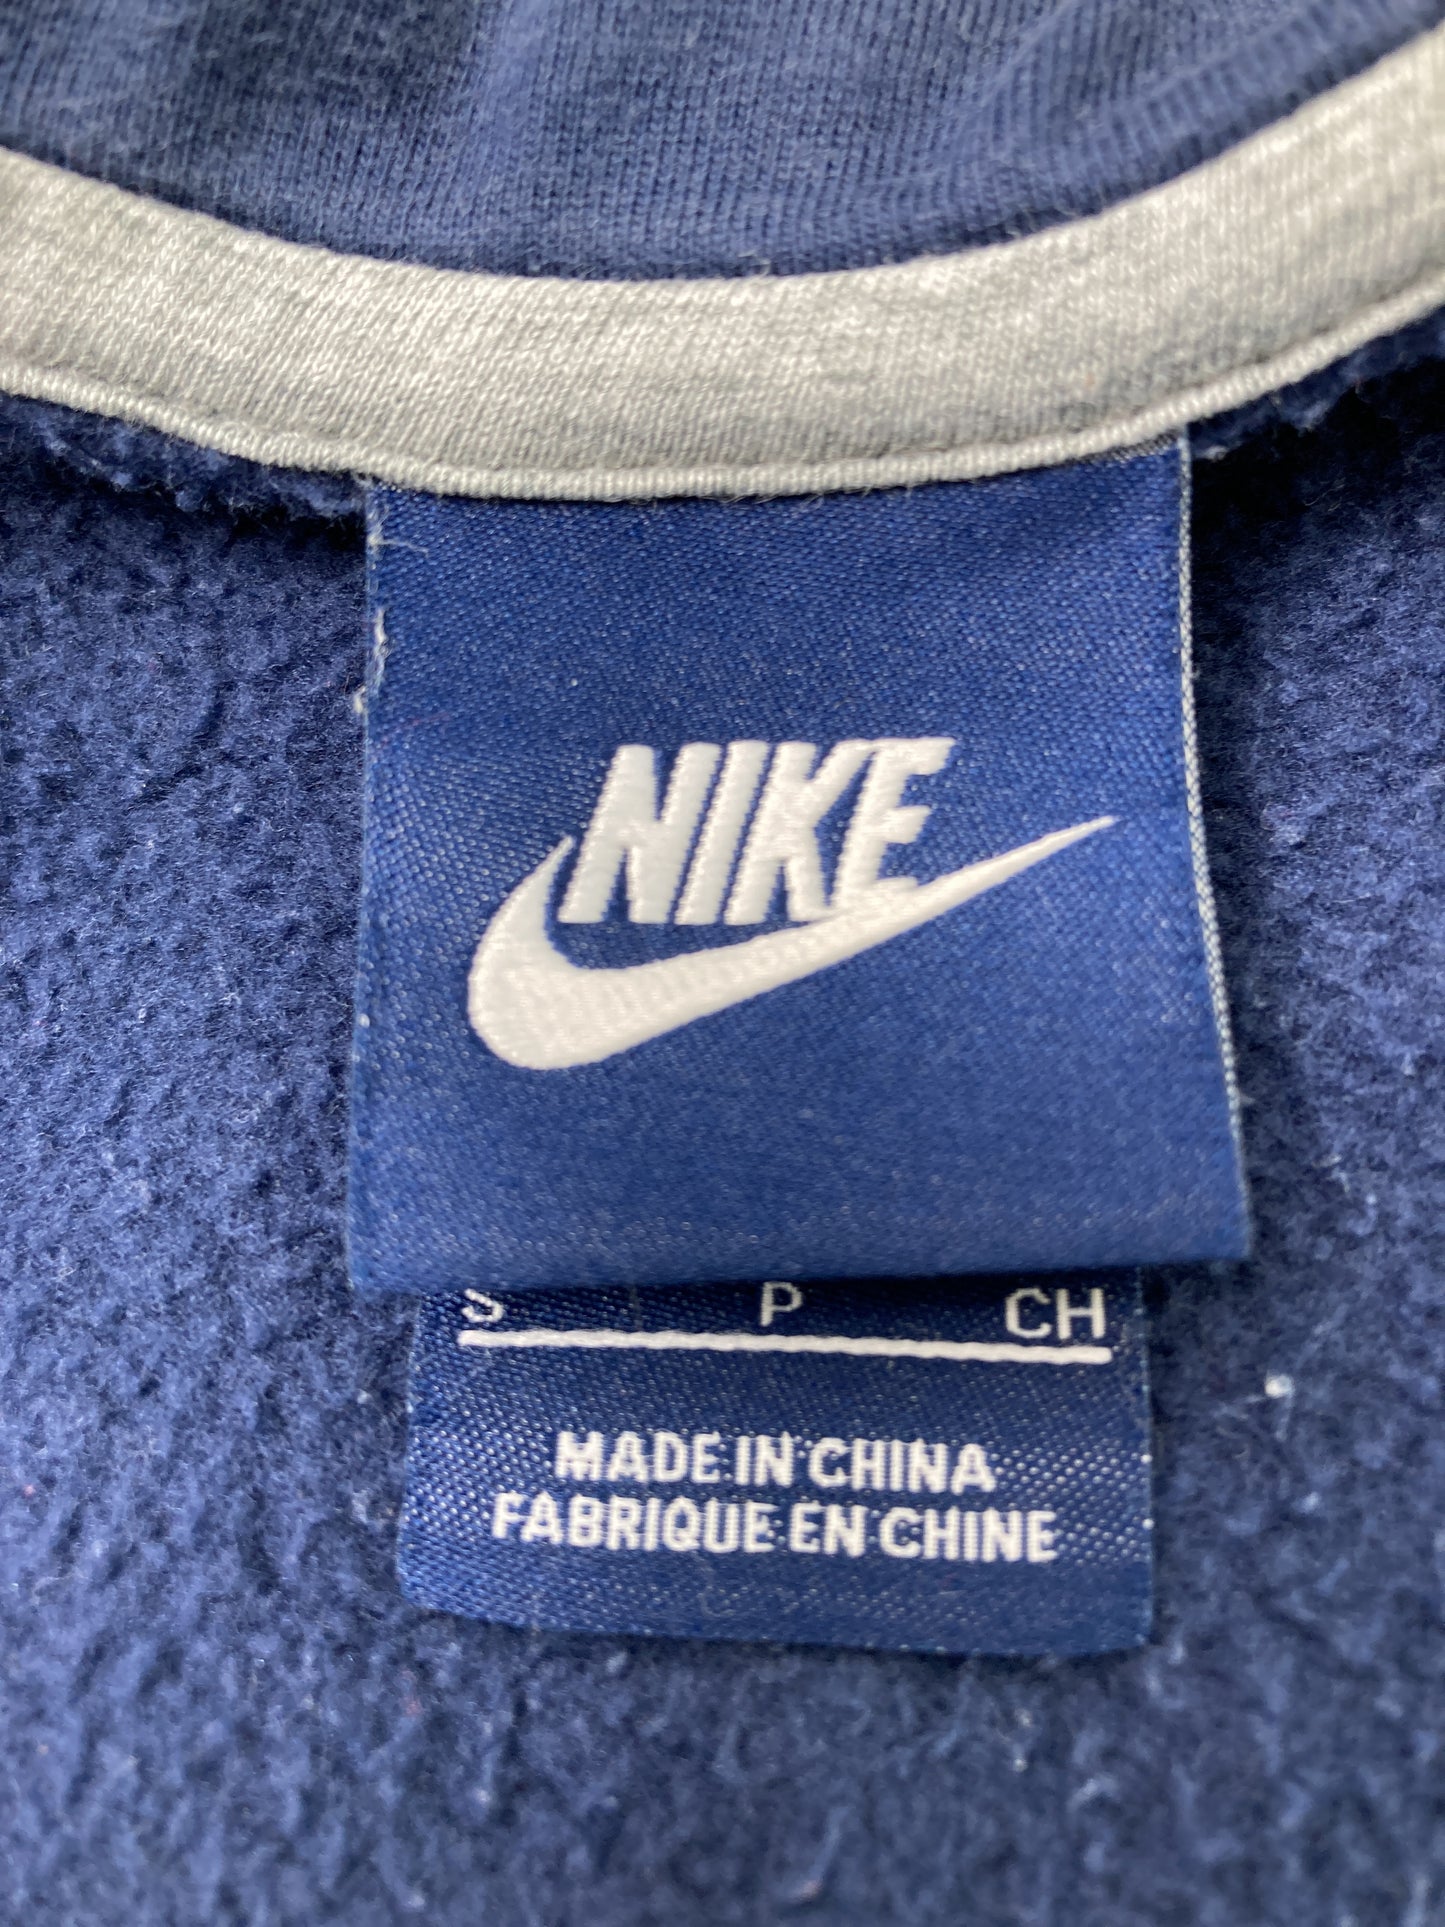 NIKE
S P CH
MADE IN CHINA
FABRIQUE EN CHINE